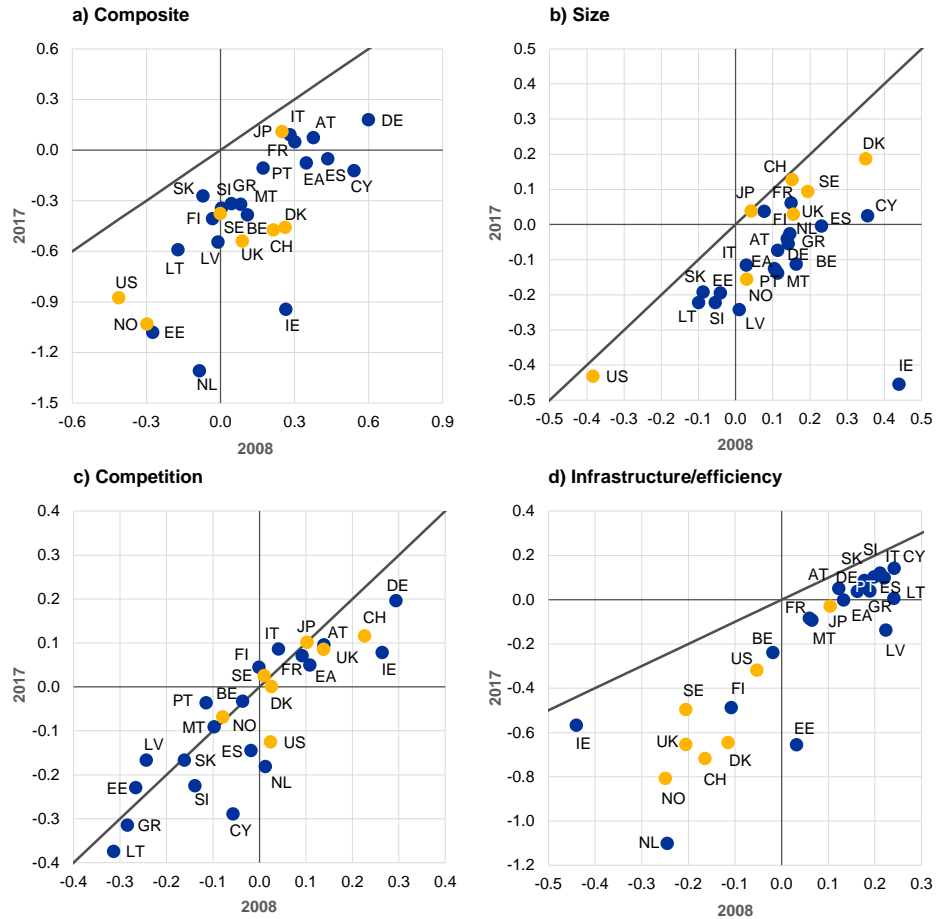 a) Composite
0.6
0.3
0.0
-0.3
-0.6
-0.9
-1.2
-1.5
-0.6
-0.3
0.0
0.3
0.6
0.9
2017
2008
IT
AT
DE
JP
FR
PT
EA
ES
CY
SK
SI
GR
MT
FI
SE
BE
DK
CH
LT
LV
UK
US
NO
EE
IE
NL
b) Size
0.5
0.4
0.3
0.2
0.1
0.0
-0.1
-0.2
-0.3
-0.4
-0.5
-0.5
-0.4
-0.3
-0.2
-0.1
0.0
0.1
0.2
0.3
0.4
0.5
2017
2008
DK
CH
SE
JP
FR
CY
FI
UK
ES
NL
IT
AT
GR
EA
DE
BE
SK
EE
PT
MT
NO
LT
SI
LV
US
IE
c) Competition
0.4
0.3
0.2
0.1
0.0
-0.1
-0.2
-0.3
-0.4
-0.4
-0.3
-0.2
-0.1
0.0
0.1
0.2
0.3
0.4
2017
2008
DE
CH
JP
AT
IT
FI
UK
IE
SE
FR
EA
PT
BE
DK
MT
NO
US
LV
ES
SK
NL
EE
SI
GR
CY
LT
d) Infrastructure/efficiency
0.4
0.2
0.0
-0.2
-0.4
-0.6
-0.8
-1.0
-1.2
-0.5
-0.4
-0.3
-0.2
-0.1
0.0
0.1
0.2
0.3
2017
2008
SI
SK
IT
CY
AT
DE
PT
ES
LT
FR
JP
EA
GR
MT
LV
BE
US
SE
FI
IE
UK
DK
EE
CH
NO
NL